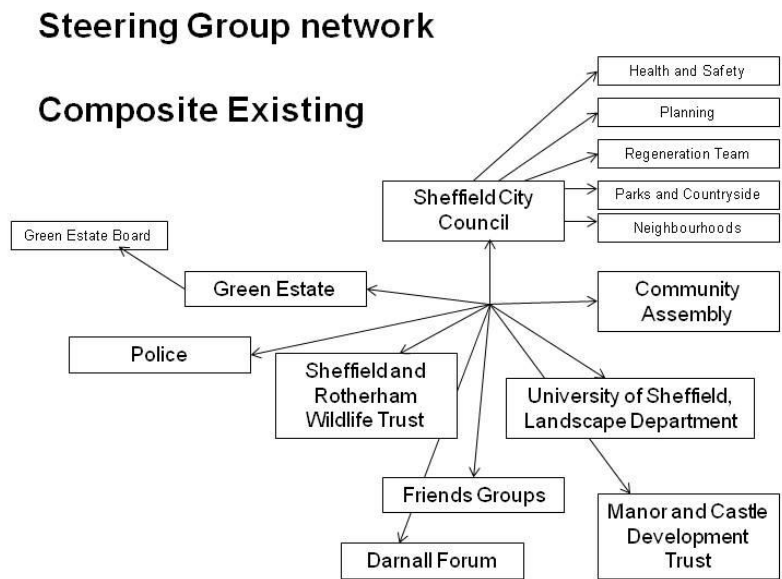 Steering Group network
Composite Existing
Health and Safety
Planning
Regeneration Team
Parks and Countryside
Neighbourhoods
Sheffield City
Council
Green Estate Board
Green Estate
Community
Assembly
Police
Sheffield and
Rotherham
Wildlife Trust
University of Sheffield,
Landscape Department
Friends Groups
Manor and Castle
Development
Trust
Darnall Forum